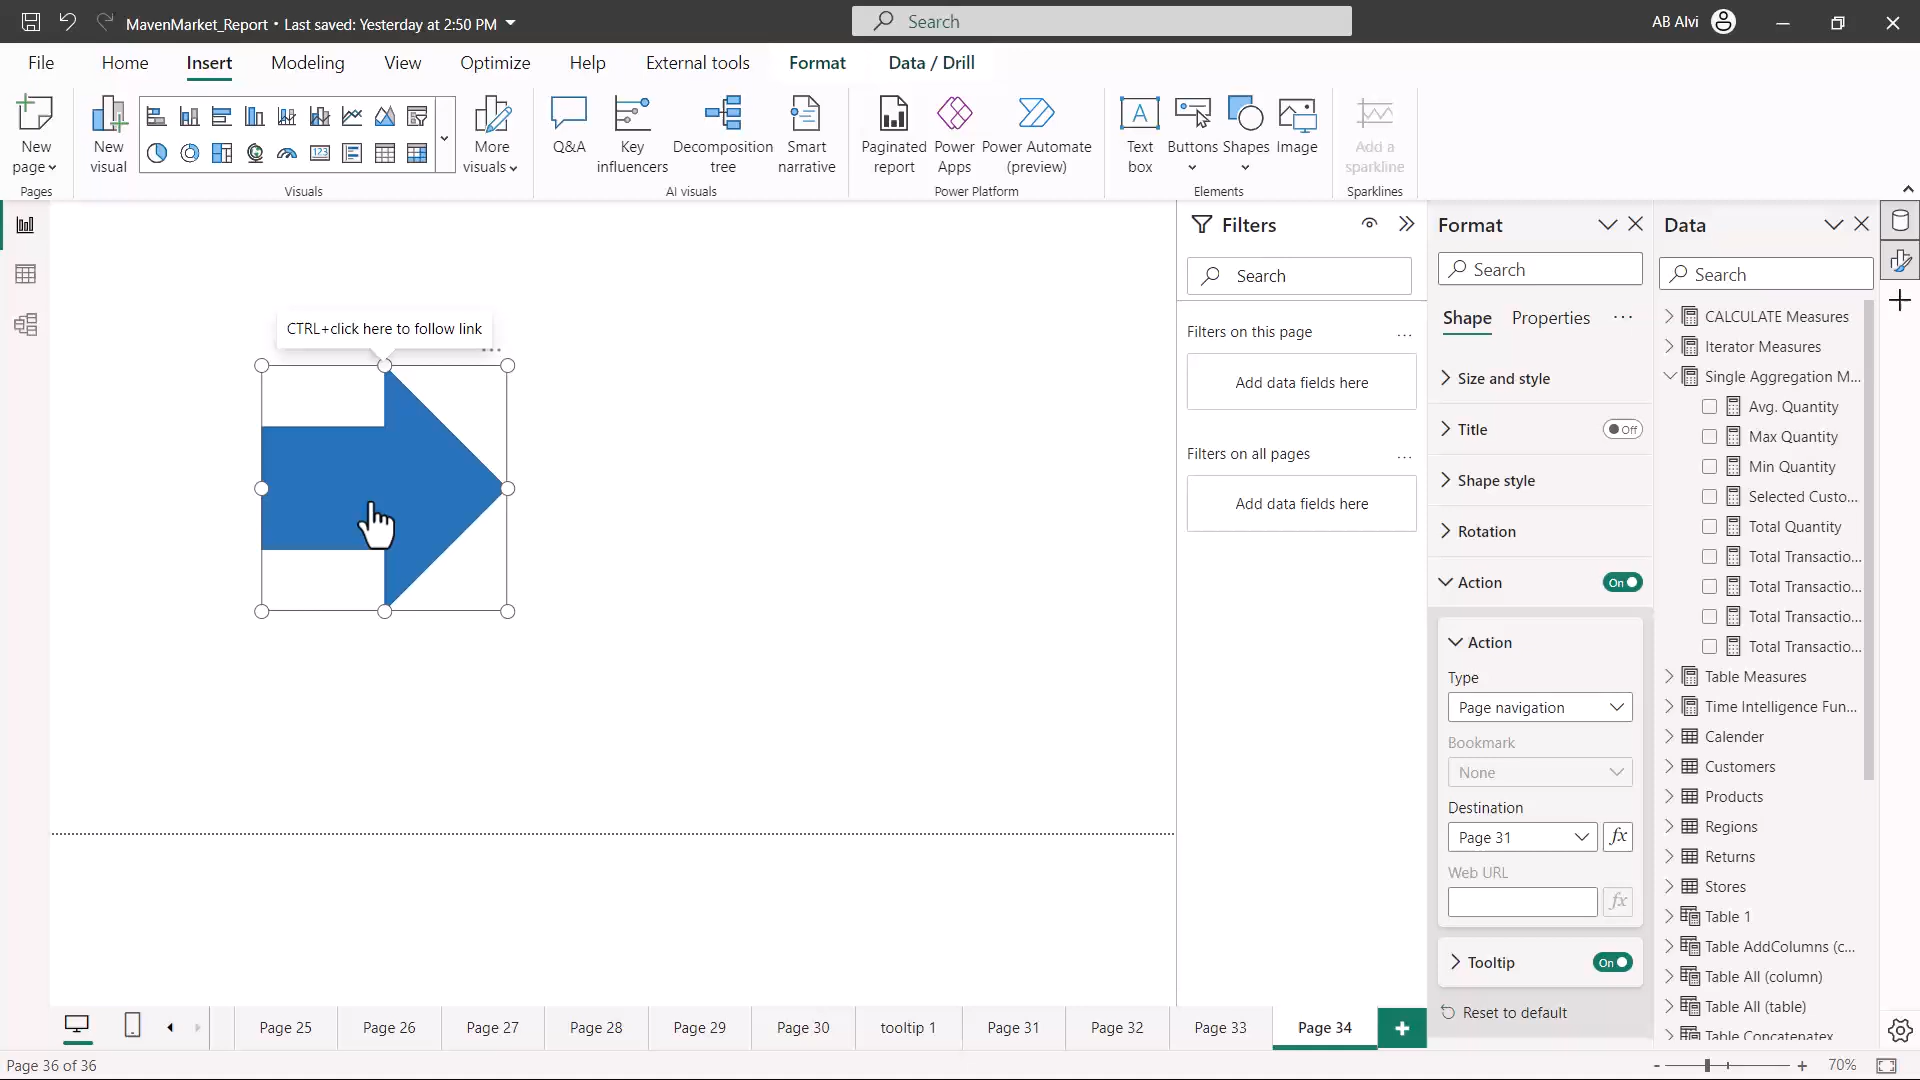 MavenMarket_Report • Last saved: Yesterday at 2:50 PM
Search
AB Alvi
File Home Insert Modeling View Optimize Help External tools Format Data / Drill
New page
Pages
New visual
Visuals
More visuals
Q&A
Key influencers
Decomposition tree
Smart narrative
AI visuals
Paginated report
Power Apps
Power Automate (preview)
Power Platform
Text box
Buttons
Shapes
Image
Elements
Add a sparkline
Sparklines
CTRL+click here to follow link
Filters
Search
Filters on this page
Add data fields here
Filters on all pages
Add data fields here
Format
Search
Shape Properties
Size and style
Title Off
Shape style
Rotation
Action On
Action
Type
Page navigation
Bookmark
None
Destination
Page 31 fx
Web URL
fx
Tooltip On
Reset to default
Data
Search
CALCULATE Measures
Iterator Measures
Single Aggregation M...
Avg. Quantity
Max Quantity
Min Quantity
Selected Custo...
Total Quantity
Total Transactio...
Total Transactio...
Total Transactio...
Total Transactio...
Table Measures
Time Intelligence Fun...
Calender
Customers
Products
Regions
Returns
Stores
Table 1
Table AddColumns (c...
Table All (column)
Table All (table)
Table Concatenatex
Page 25 Page 26 Page 27 Page 28 Page 29 Page 30 tooltip 1 Page 31 Page 32 Page 33 Page 34 +
Page 36 of 36
- + 70%